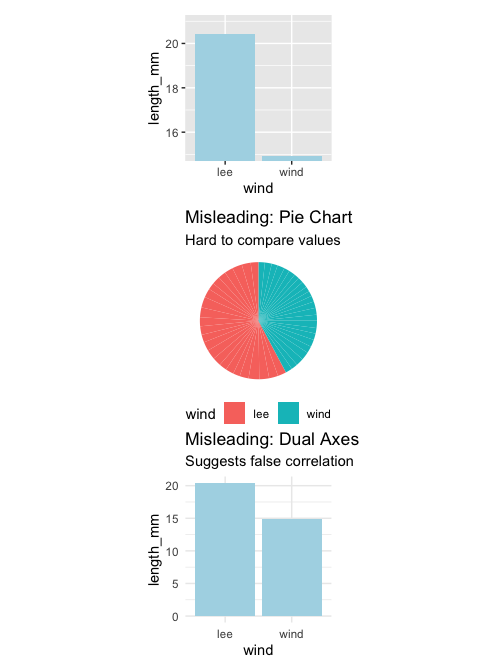 20
18
16
length_mm
lee wind
wind
Misleading: Pie Chart
Hard to compare values
wind lee wind
Misleading: Dual Axes
Suggests false correlation
20
15
10
5
0
length_mm
lee wind
wind